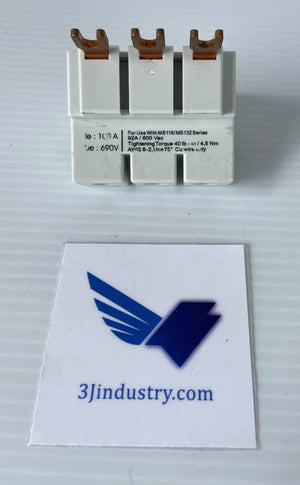 Ie : 100 A
Ue : 690V
For Use With MS116/MS132 Series
92A / 600 Vac
Tightening Torque 40 lb - in / 4,5 Nm
AWG 8-2, Use 75° Cu wire only
3Jindustry.com